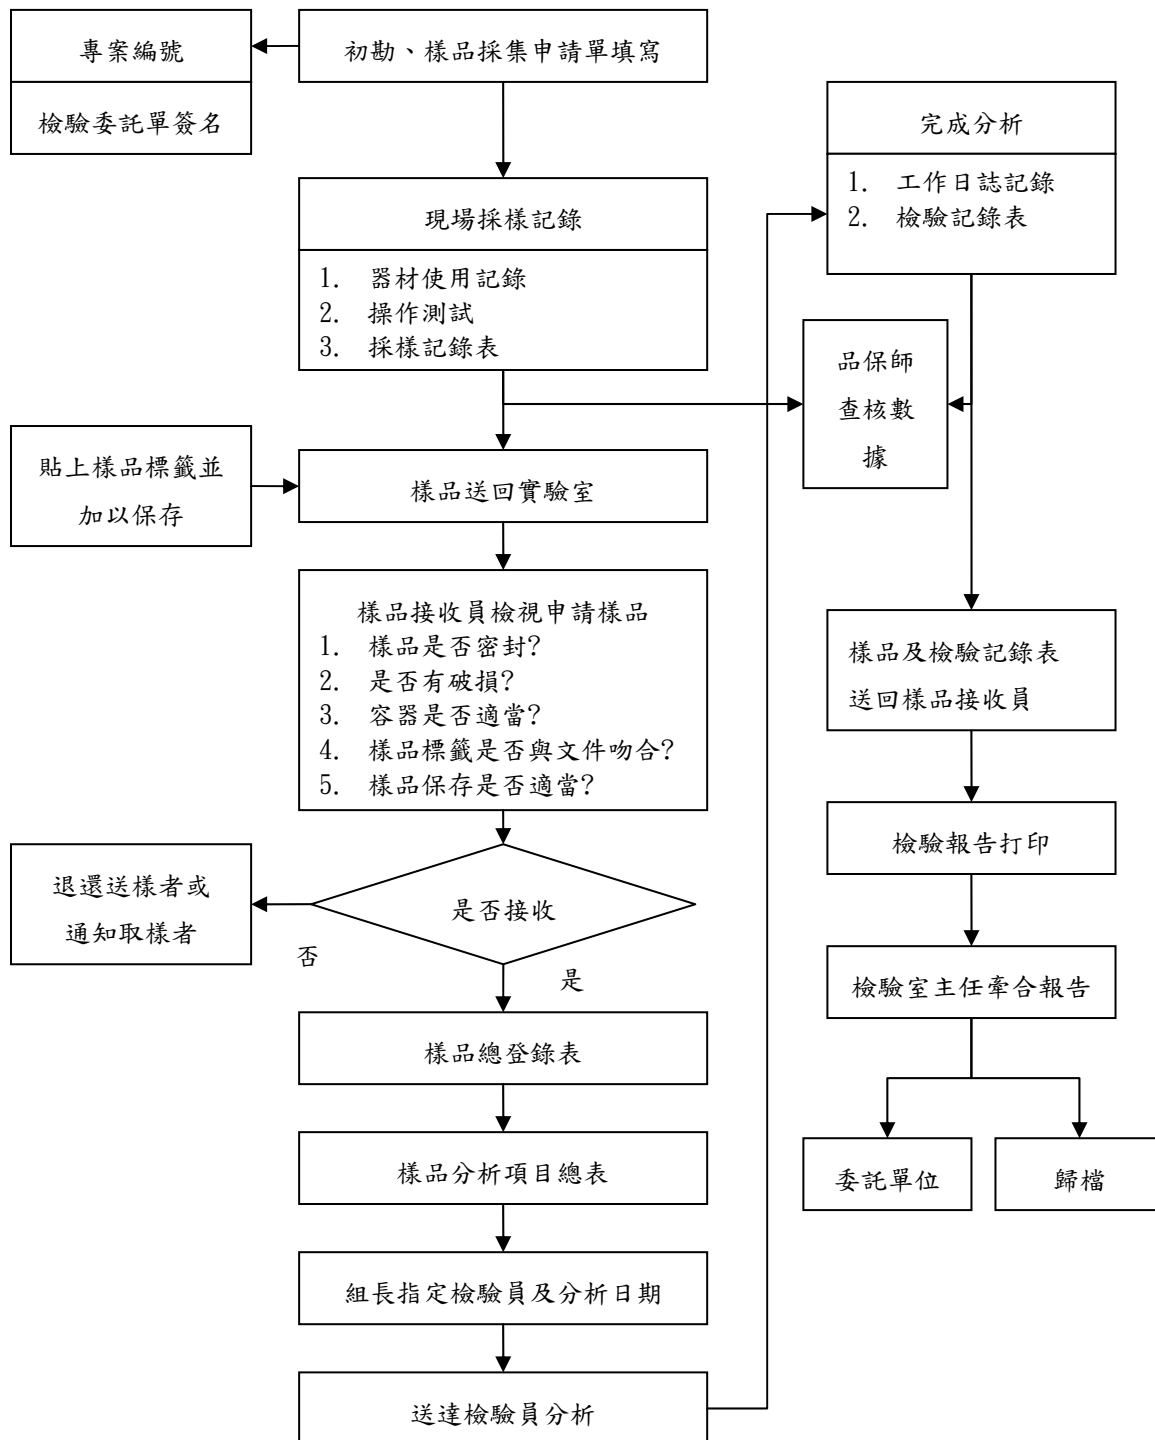 專案編號
檢驗委託單簽名
初勘、樣品採集申請單填寫
現場採樣記錄
1. 器材使用記錄
2. 操作測試
3. 採樣記錄表
貼上樣品標籤並
加以保存
樣品送回實驗室
樣品接收員檢視申請樣品
1. 樣品是否密封?
2. 是否有破損?
3. 容器是否適當?
4. 樣品標籤是否與文件吻合?
5. 樣品保存是否適當?
是否接收
否
退還送樣者或
通知取樣者
是
樣品總登錄表
樣品分析項目總表
組長指定檢驗員及分析日期
送達檢驗員分析
完成分析
1. 工作日誌記錄
2. 檢驗記錄表
品保師
查核數
據
樣品及檢驗記錄表
送回樣品接收員
檢驗報告打印
檢驗室主任牽合報告
委託單位
歸檔